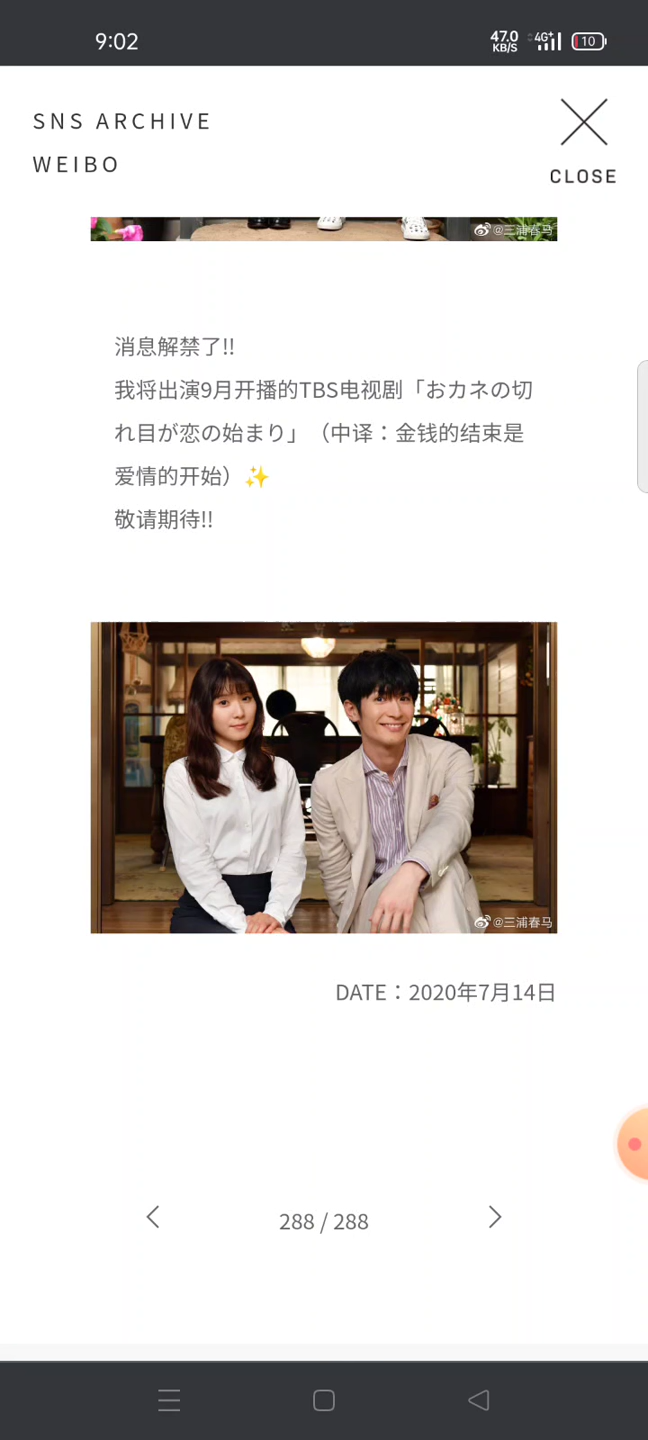 9:02
47.0
KB/S
4G+
10
SNS ARCHIVE
WEIBO
CLOSE
@三浦春马
消息解禁了!!
我将出演9月开播的TBS电视剧「おカネの切
れ目が恋の始まり」（中译：金钱的结束是
爱情的开始）✨
敬请期待!!
@三浦春马
DATE：2020年7月14日
288 / 288